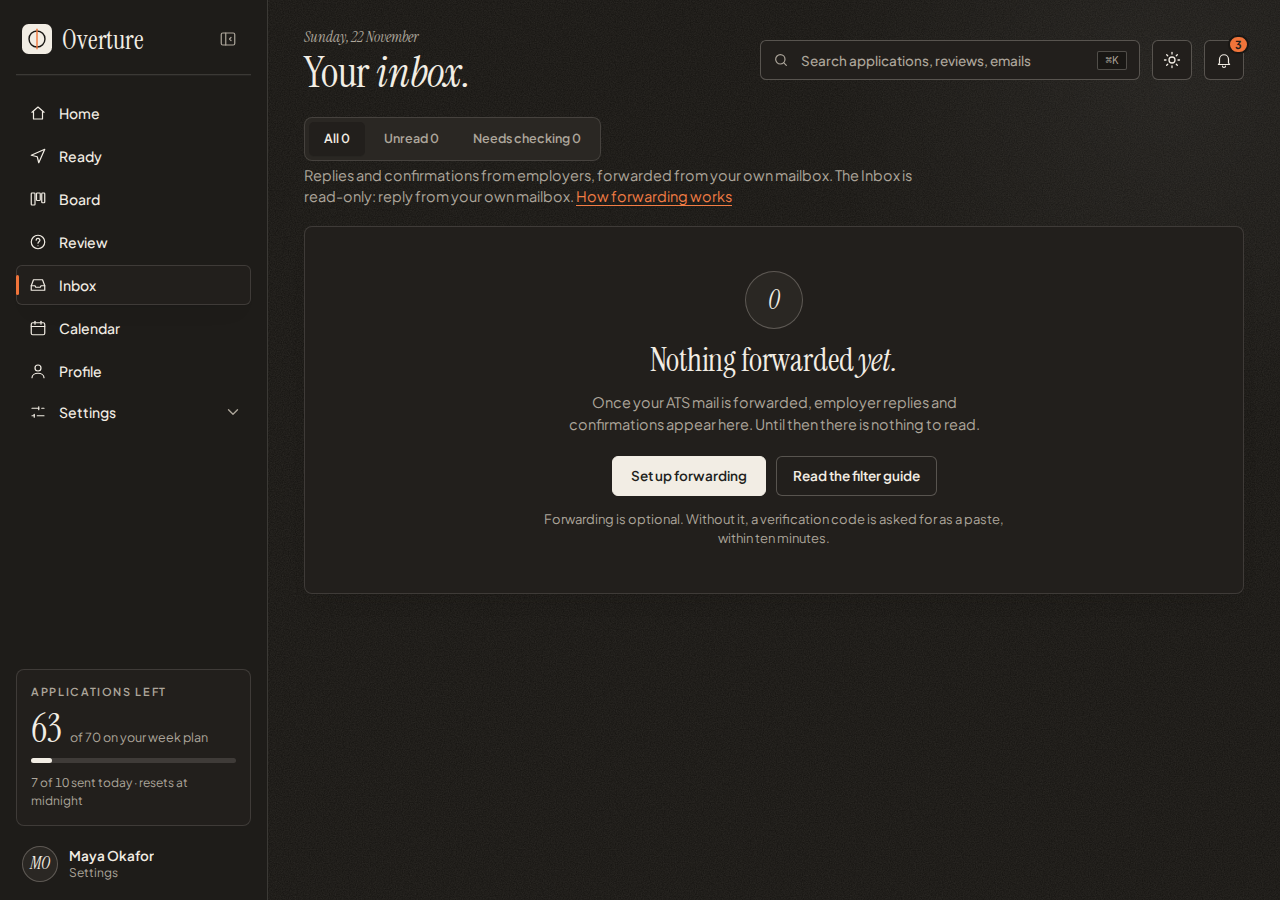 Overture
Home
Ready
Board
Review
Inbox
Calendar
Profile
Settings
APPLICATIONS LEFT
63 of 70 on your week plan
7 of 10 sent today · resets at
midnight
MO
Maya Okafor
Settings
Sunday, 22 November
Your inbox.
Search applications, reviews, emails
⌘K
3
All 0
Unread 0
Needs checking 0
Replies and confirmations from employers, forwarded from your own mailbox. The Inbox is
read-only: reply from your own mailbox. How forwarding works
0
Nothing forwarded yet.
Once your ATS mail is forwarded, employer replies and
confirmations appear here. Until then there is nothing to read.
Set up forwarding
Read the filter guide
Forwarding is optional. Without it, a verification code is asked for as a paste,
within ten minutes.